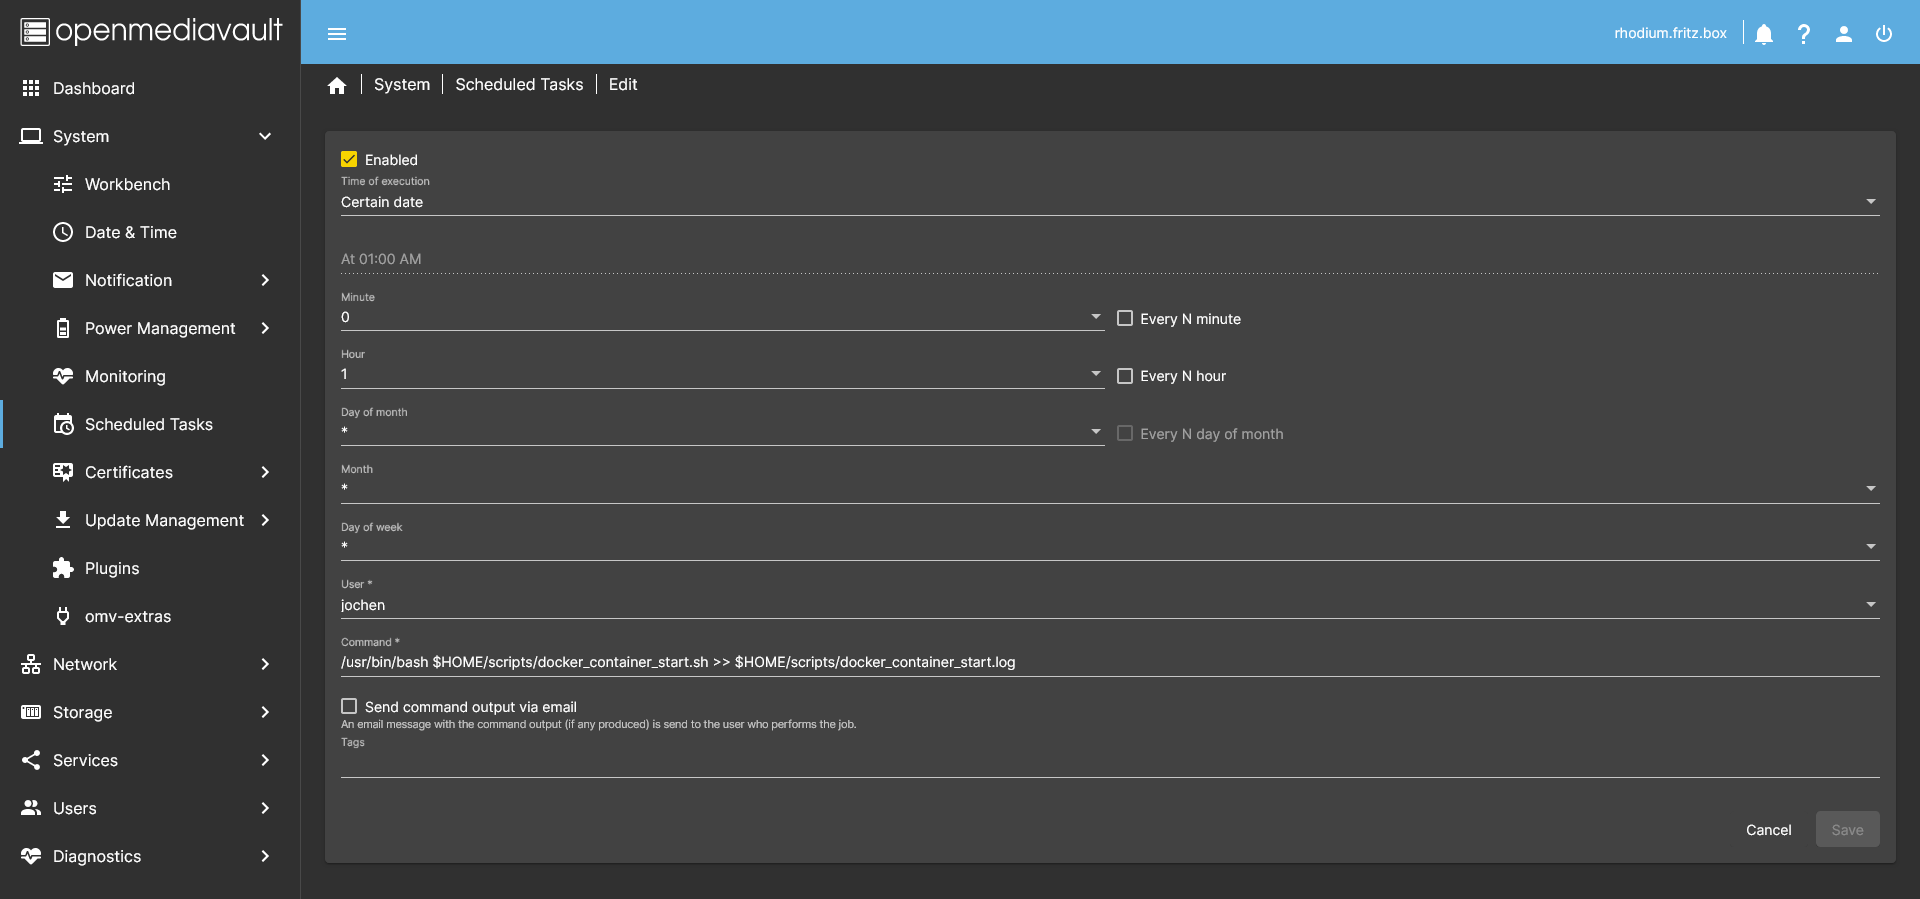 openmediavault
rhodium.fritz.box
Dashboard
System
Workbench
Date & Time
Notification
Power Management
Monitoring
Scheduled Tasks
Certificates
Update Management
Plugins
omv-extras
Network
Storage
Services
Users
Diagnostics
System | Scheduled Tasks | Edit
Enabled
Time of execution
Certain date
At 01:00 AM
Minute
0
Every N minute
Hour
1
Every N hour
Day of month
*
Every N day of month
Month
*
Day of week
*
User *
jochen
Command *
/usr/bin/bash $HOME/scripts/docker_container_start.sh >> $HOME/scripts/docker_container_start.log
Send command output via email
An email message with the command output (if any produced) is send to the user who performs the job.
Tags
Cancel
Save